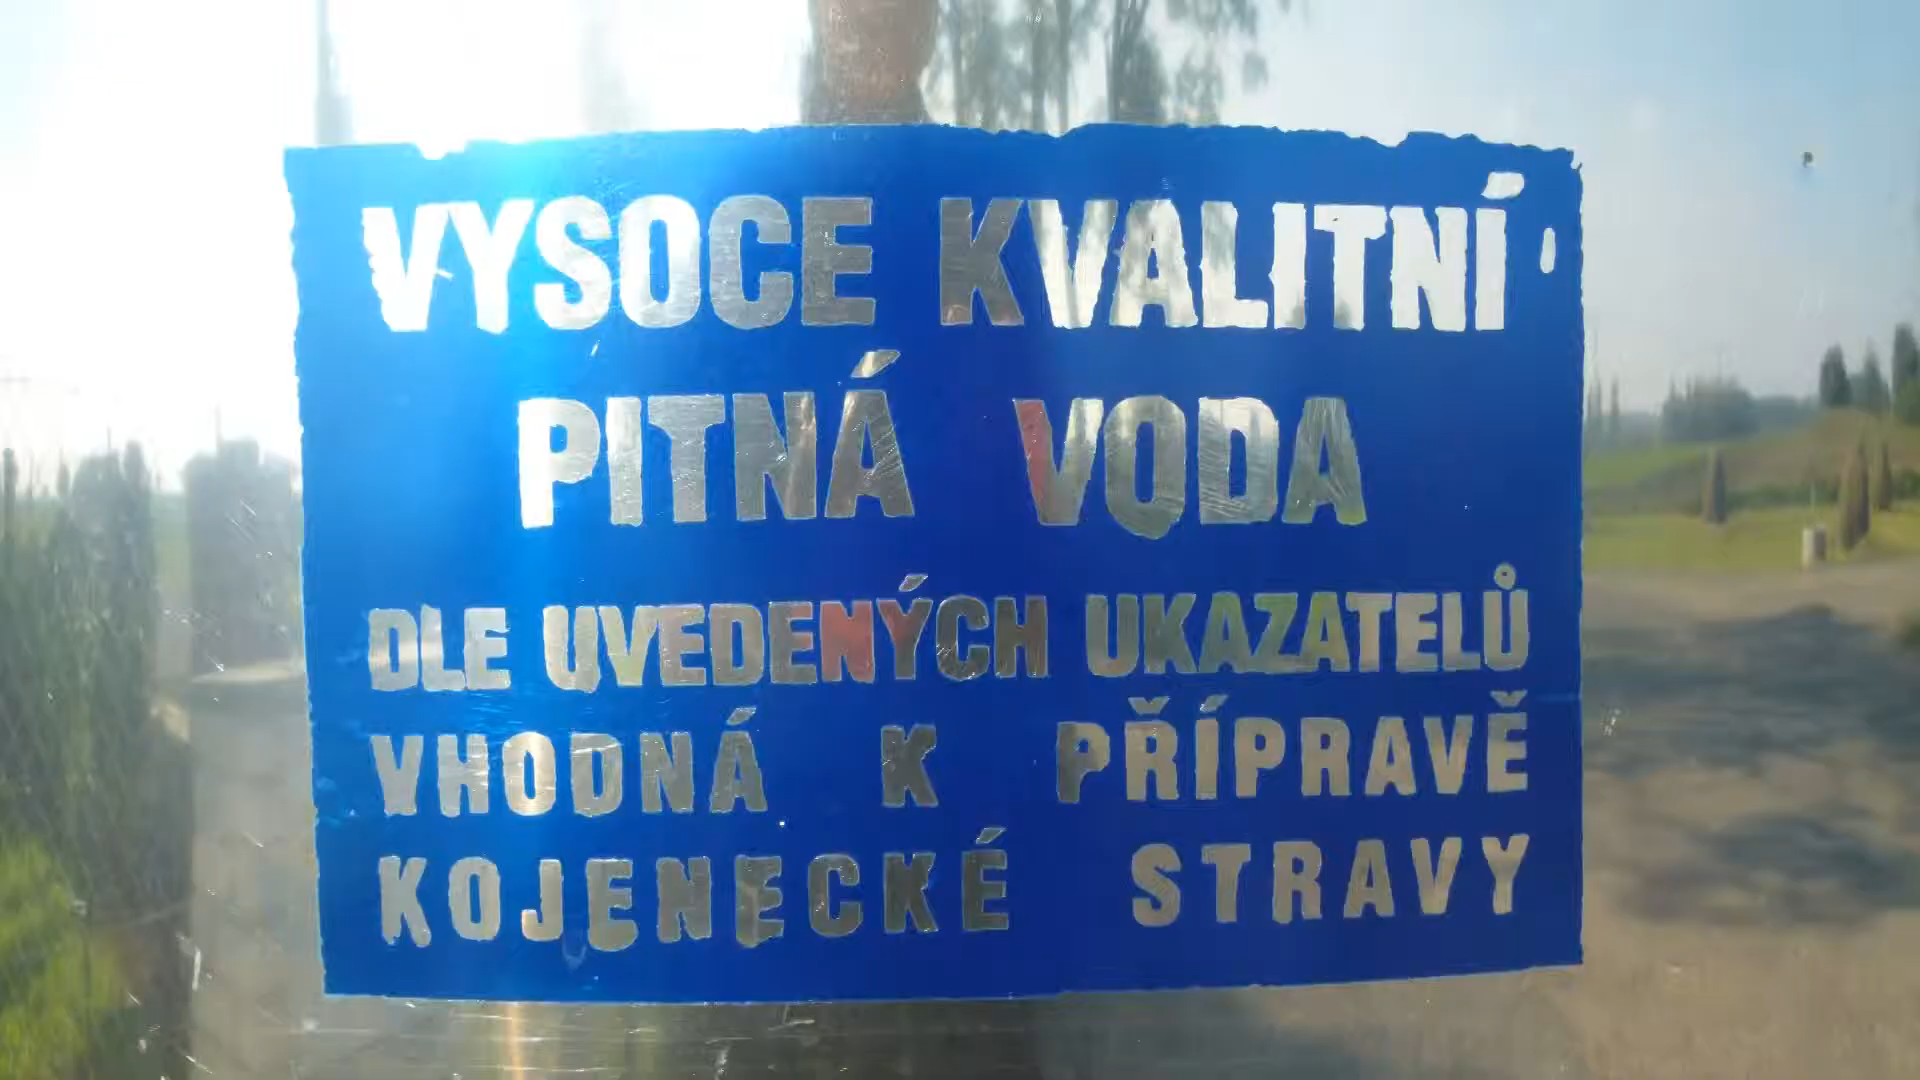 VYSOCE KVALITNÍ
PITNÁ VODA
DLE UVEDENÝCH UKAZATELŮ
VHODNÁ K PŘÍPRAVĚ
KOJENECKÉ STRAVY